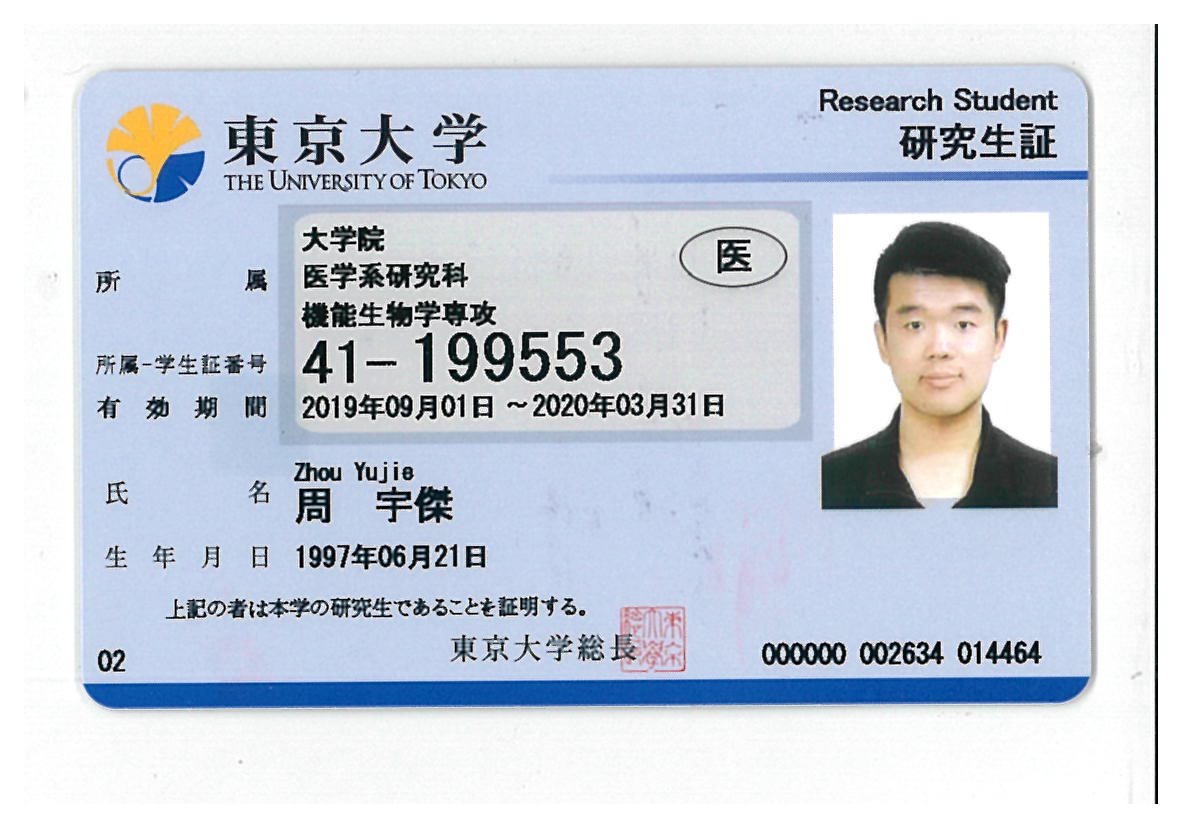 Research Student
研究生証
東京大学
THE UNIVERSITY OF TOKYO
所属
大学院
医学系研究科
機能生物学専攻
医
所属-学生証番号 41-199553
有効期間 2019年09月01日 ～2020年03月31日
Zhou Yujie
氏名 周 宇傑
生年月日 1997年06月21日
上記の者は本学の研究生であることを証明する。
東京大学総長
02
000000 002634 014464